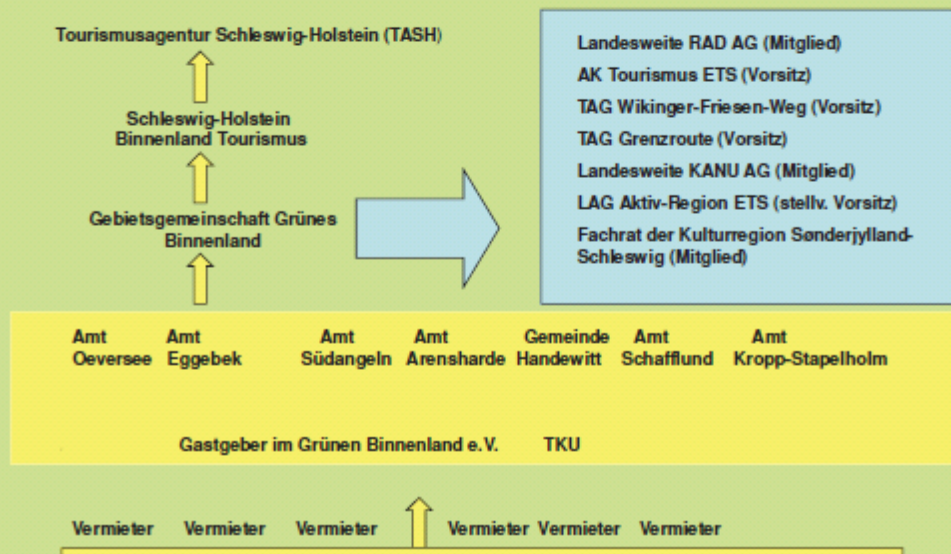 Tourismusagentur Schleswig-Holstein (TASH)
Schleswig-Holstein
Binnenland Tourismus
Gebietsgemeinschaft Grünes
Binnenland
Landesweite RAD AG (Mitglied)
AK Tourismus ETS (Vorsitz)
TAG Wikinger-Friesen-Weg (Vorsitz)
TAG Grenzroute (Vorsitz)
Landesweite KANU AG (Mitglied)
LAG Aktiv-Region ETS (stellv. Vorsitz)
Fachrat der Kulturregion Sønderjylland-
Schleswig (Mitglied)
Amt Amt Amt Amt Gemeinde Amt Amt
Oeversee Eggebek Südangeln Arensharde Handewitt Schafflund Kropp-Stapelholm
Gastgeber im Grünen Binnenland e.V. TKU
Vermieter Vermieter Vermieter Vermieter Vermieter Vermieter